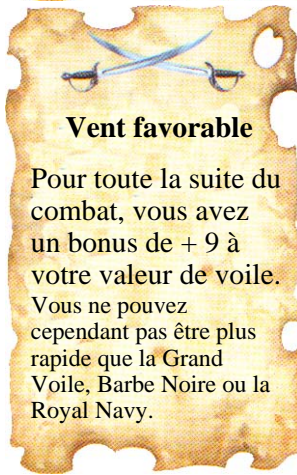 Vent favorable
Pour toute la suite du
combat, vous avez
un bonus de + 9 à
votre valeur de voile.
Vous ne pouvez
cependant pas être plus
rapide que la Grand
Voile, Barbe Noire ou la
Royal Navy.